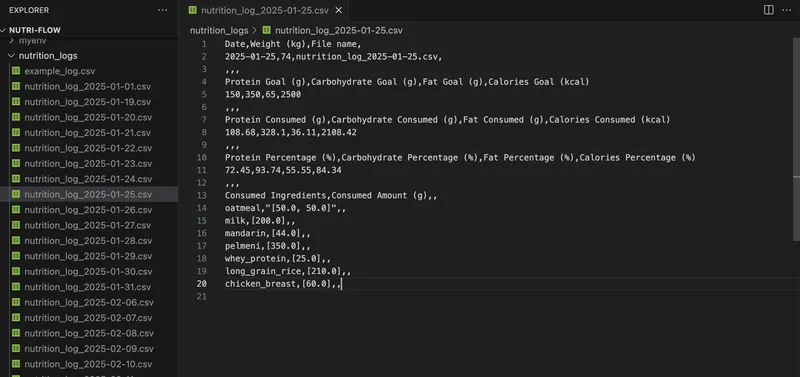 EXPLORER
NUTRI-FLOW
myenv
nutrition_logs
example_log.csv
nutrition_log_2025-01-01.csv
nutrition_log_2025-01-19.csv
nutrition_log_2025-01-20.csv
nutrition_log_2025-01-21.csv
nutrition_log_2025-01-22.csv
nutrition_log_2025-01-23.csv
nutrition_log_2025-01-24.csv
nutrition_log_2025-01-25.csv
nutrition_log_2025-01-26.csv
nutrition_log_2025-01-27.csv
nutrition_log_2025-01-28.csv
nutrition_log_2025-01-29.csv
nutrition_log_2025-01-30.csv
nutrition_log_2025-01-31.csv
nutrition_log_2025-02-06.csv
nutrition_log_2025-02-07.csv
nutrition_log_2025-02-08.csv
nutrition_log_2025-02-09.csv
nutrition_log_2025-02-10.csv
nutrition_log_2025-01-25.csv
nutrition_logs > nutrition_log_2025-01-25.csv
1 Date,Weight (kg),File name,
2 2025-01-25,74,nutrition_log_2025-01-25.csv,
3 ,,,
4 Protein Goal (g),Carbohydrate Goal (g),Fat Goal (g),Calories Goal (kcal)
5 150,350,65,2500
6 ,,,
7 Protein Consumed (g),Carbohydrate Consumed (g),Fat Consumed (g),Calories Consumed (kcal)
8 108.68,328.1,36.11,2108.42
9 ,,,
10 Protein Percentage (%),Carbohydrate Percentage (%),Fat Percentage (%),Calories Percentage (%)
11 72.45,93.74,55.55,84.34
12 ,,,
13 Consumed Ingredients,Consumed Amount (g),,
14 oatmeal,"[50.0, 50.0]",,
15 milk,[200.0],,
16 mandarin,[44.0],,
17 pelmeni,[350.0],,
18 whey_protein,[25.0],,
19 long_grain_rice,[210.0],,
20 chicken_breast,[60.0],,
21